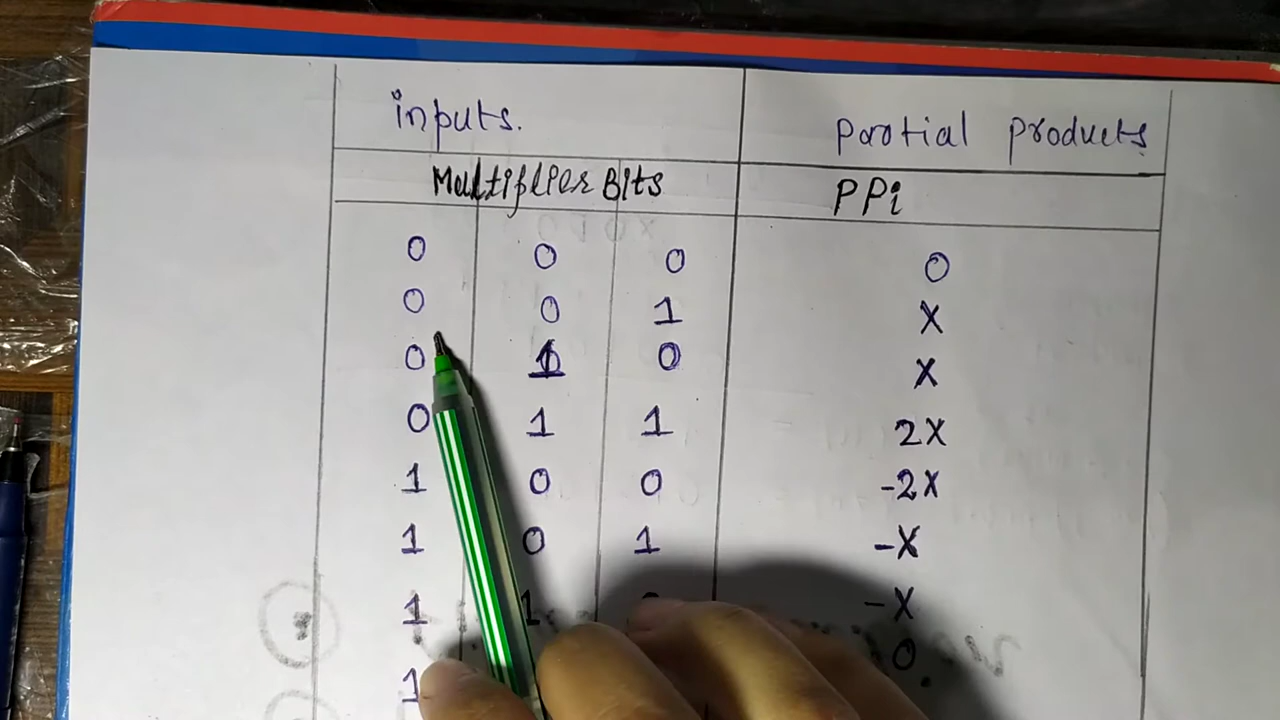 inputs. Partial products
Multiplier Bits PPi
0 0 0 0
0 0 1 X
0 1 0 X
0 1 1 2X
1 0 0 -2X
1 0 1 -X
1 1 -X
1 0